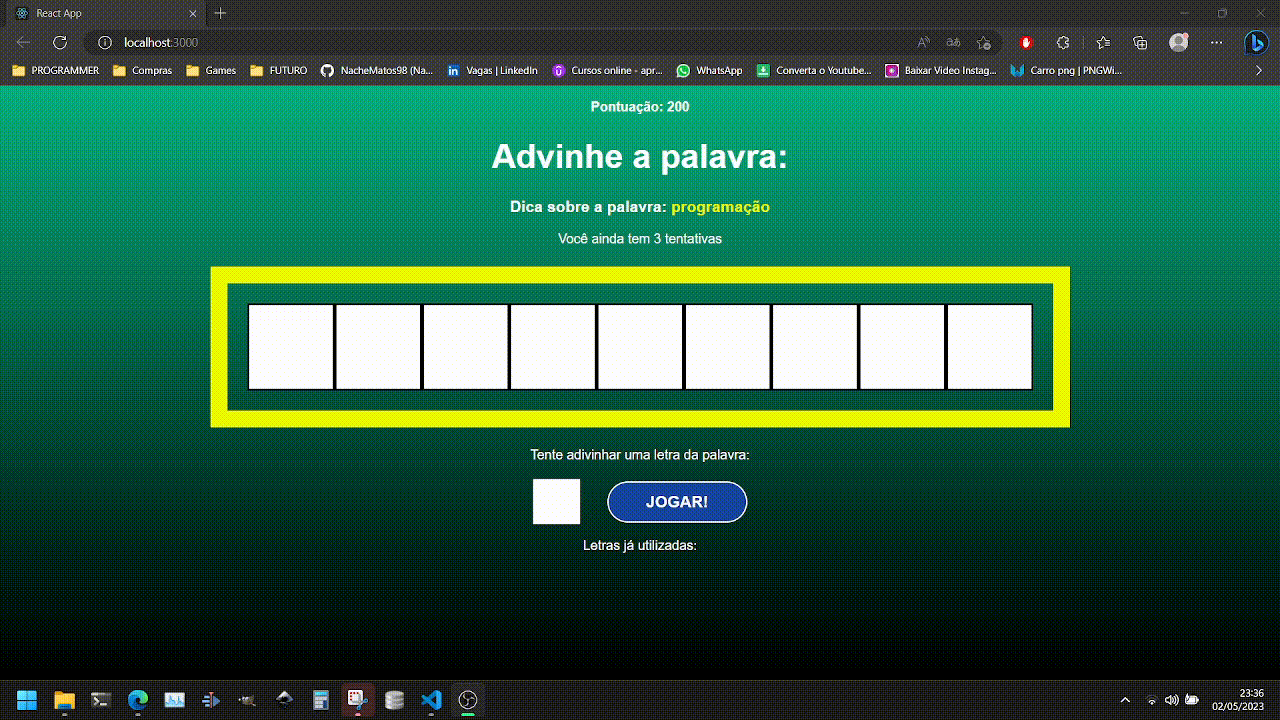 React App
localhost:3000
PROGRAMMER Compras Games FUTURO NacheMatos98 (Na... Vagas | LinkedIn Cursos online - apr... WhatsApp Converta o Youtube... Baixar Video Instag... Carro png | PNGWi...
Pontuação: 200
Advinhe a palavra:
Dica sobre a palavra: programação
Você ainda tem 3 tentativas
Tente adivinhar uma letra da palavra:
JOGAR!
Letras já utilizadas:
23:36
02/05/2023